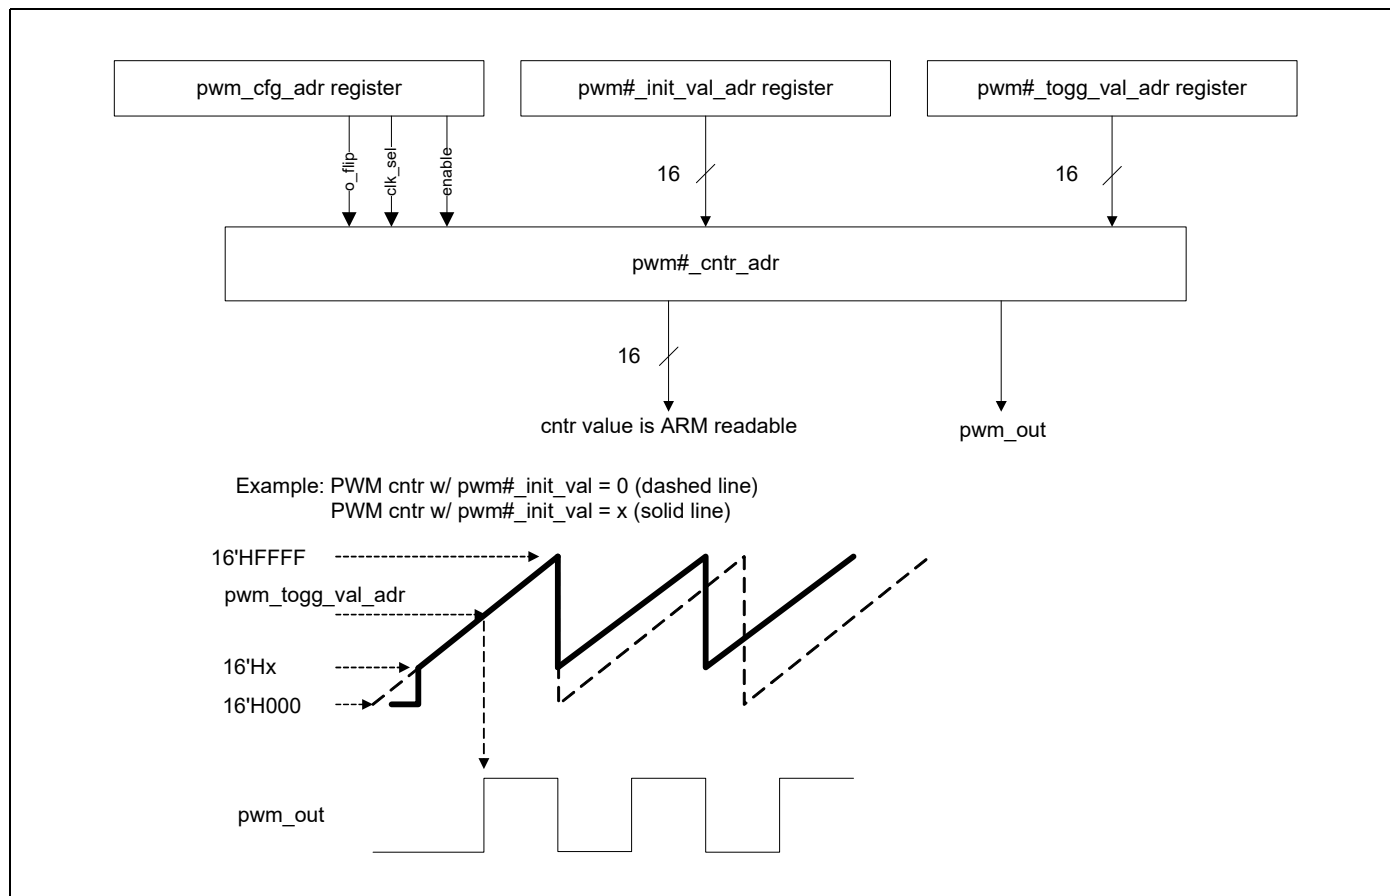 pwm_cfg_adr register
pwm#_init_val_adr register
pwm#_togg_val_adr register
o_flip
clk_sel
enable
16
16
pwm#_cntr_adr
16
cntr value is ARM readable
pwm_out
Example: PWM cntr w/ pwm#_init_val = 0 (dashed line)
PWM cntr w/ pwm#_init_val = x (solid line)
16'HFFFF
pwm_togg_val_adr
16'Hx
16'H000
pwm_out